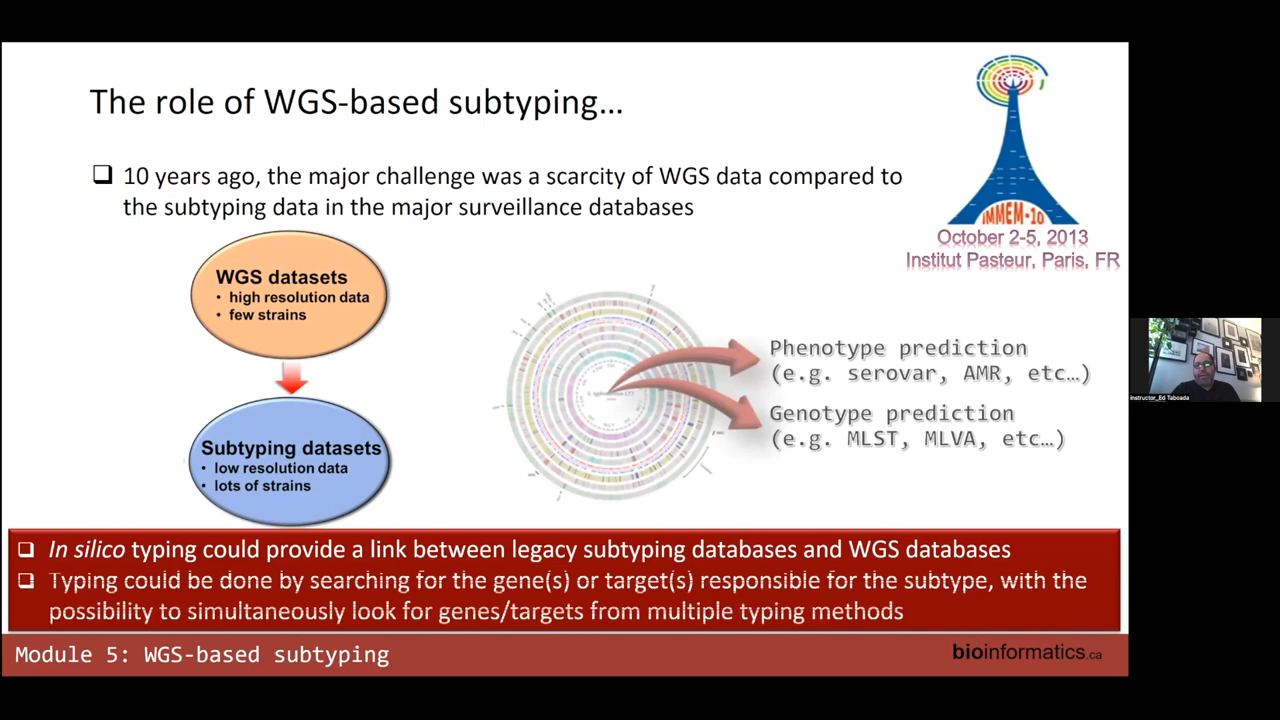 The role of WGS-based subtyping…
10 years ago, the major challenge was a scarcity of WGS data compared to
the subtyping data in the major surveillance databases
IMMEM-10
October 2-5, 2013
Institut Pasteur, Paris, FR
WGS datasets
• high resolution data
• few strains
Subtyping datasets
• low resolution data
• lots of strains
Phenotype prediction
(e.g. serovar, AMR, etc…)
Genotype prediction
(e.g. MLST, MLVA, etc…)
In silico typing could provide a link between legacy subtyping databases and WGS databases
Typing could be done by searching for the gene(s) or target(s) responsible for the subtype, with the
possibility to simultaneously look for genes/targets from multiple typing methods
Module 5: WGS-based subtyping
bioinformatics.ca
instructor_Ed Taboada